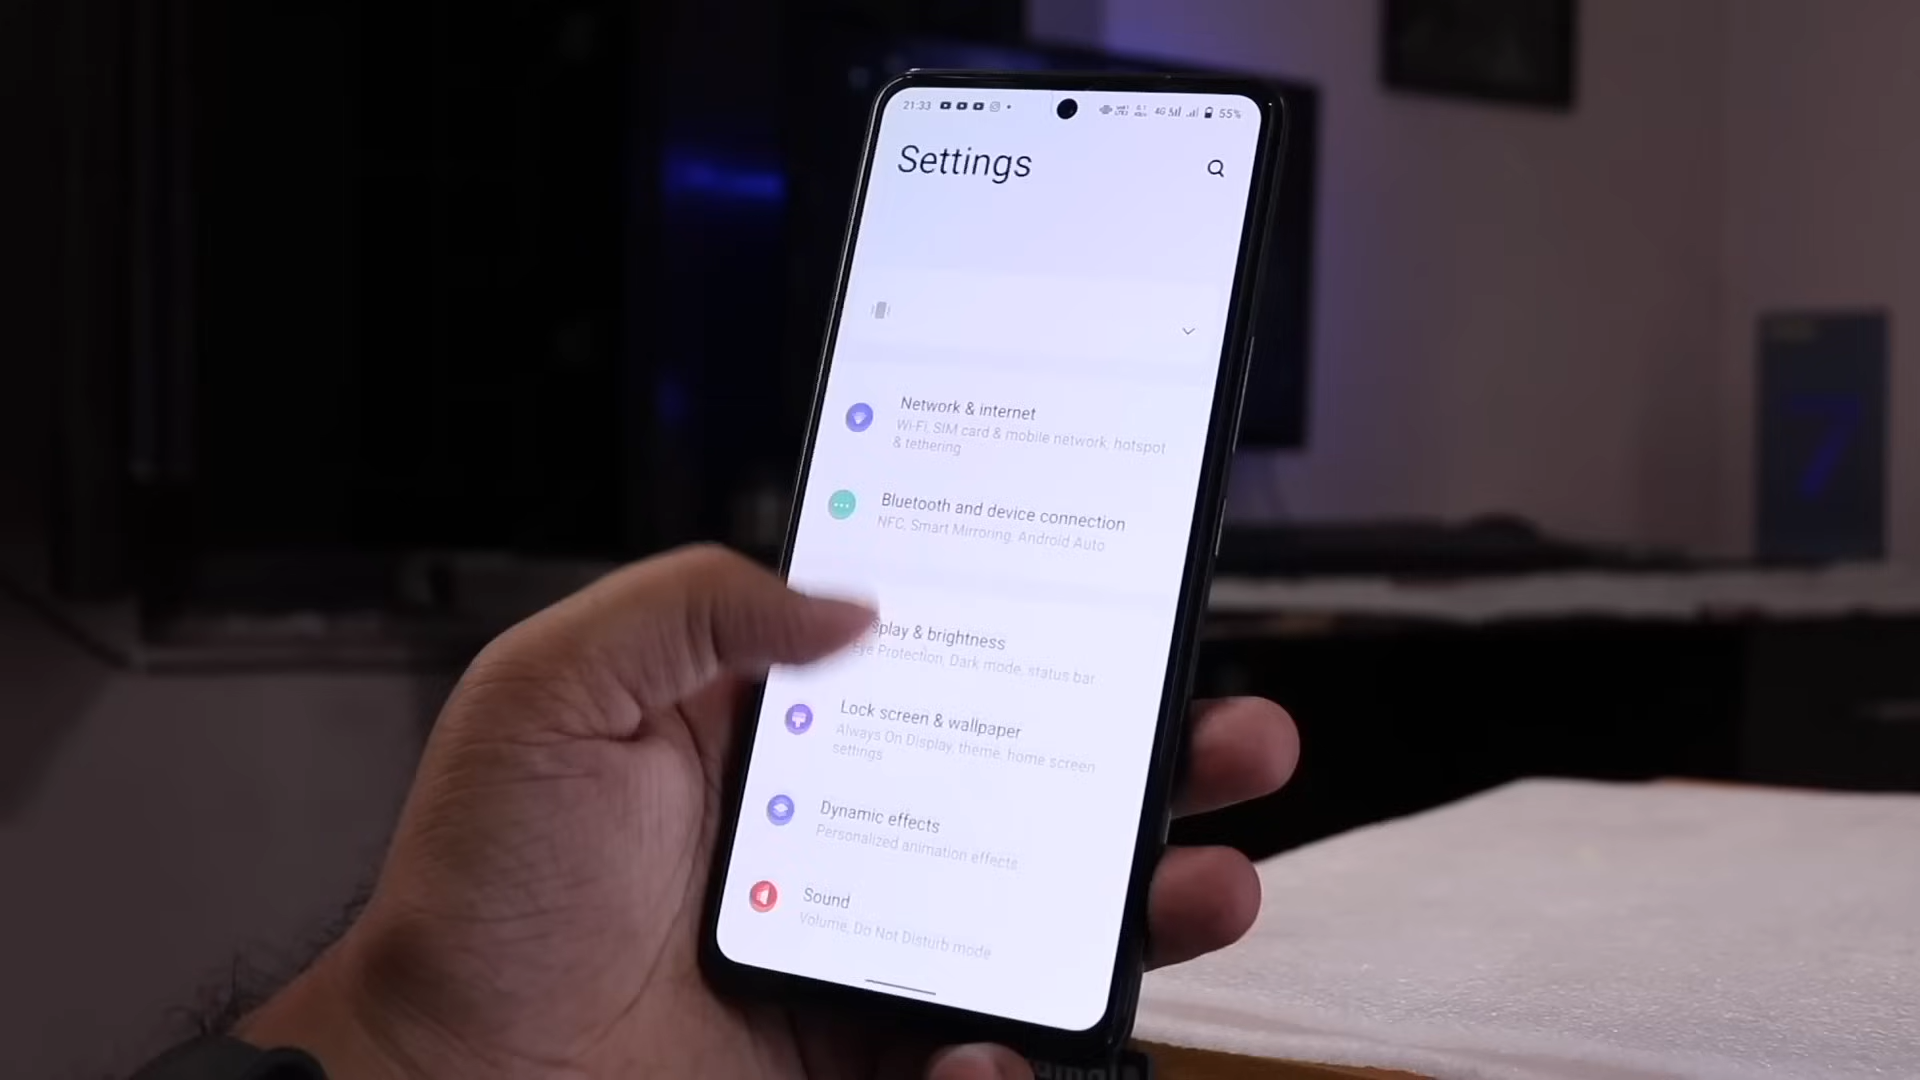 21:33
4G
55%
Settings
Network & internet
Wi-Fi, SIM card & mobile network, hotspot
& tethering
Bluetooth and device connection
NFC, Smart Mirroring, Android Auto
splay & brightness
Eye Protection, Dark mode, status bar
Lock screen & wallpaper
Always On Display, theme, home screen
settings
Dynamic effects
Personalized animation effects
Sound
Volume, Do Not Disturb mode
7